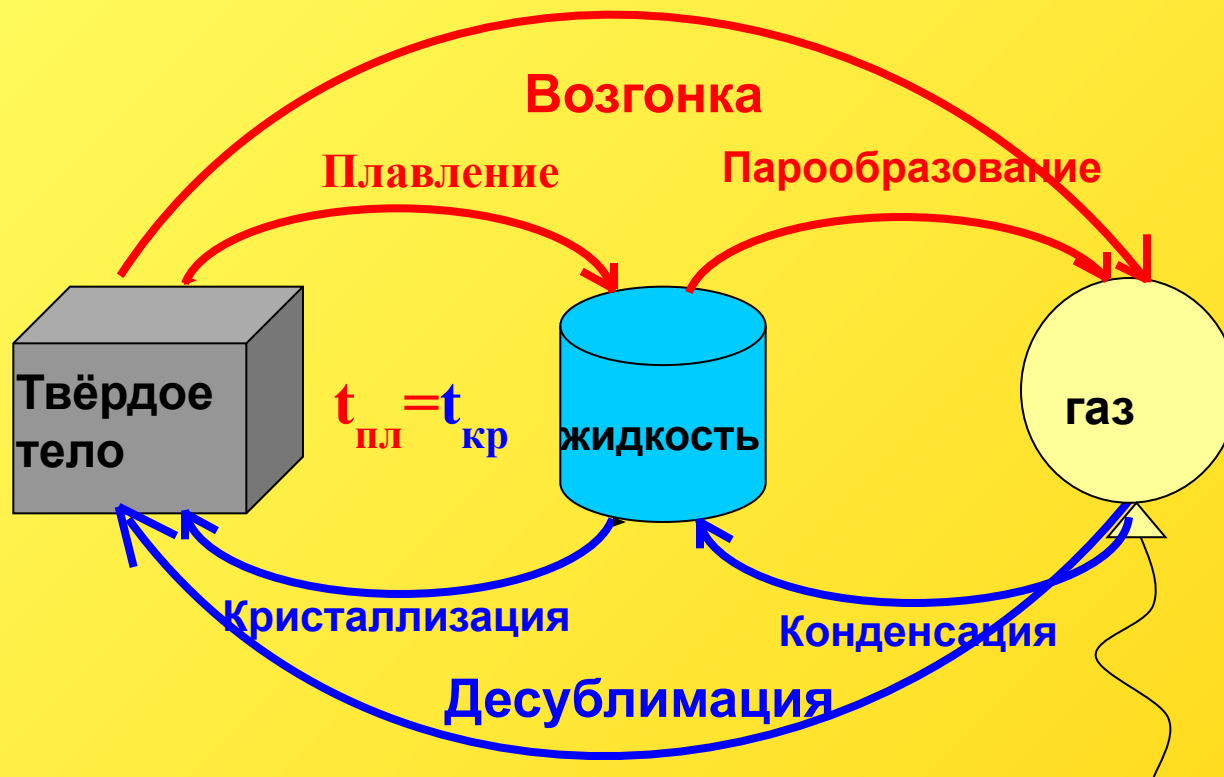 Возгонка
Плавление
Парообразование
Твёрдое
тело
tпл=tкр
жидкость
газ
Кристаллизация
Конденсация
Десублимация